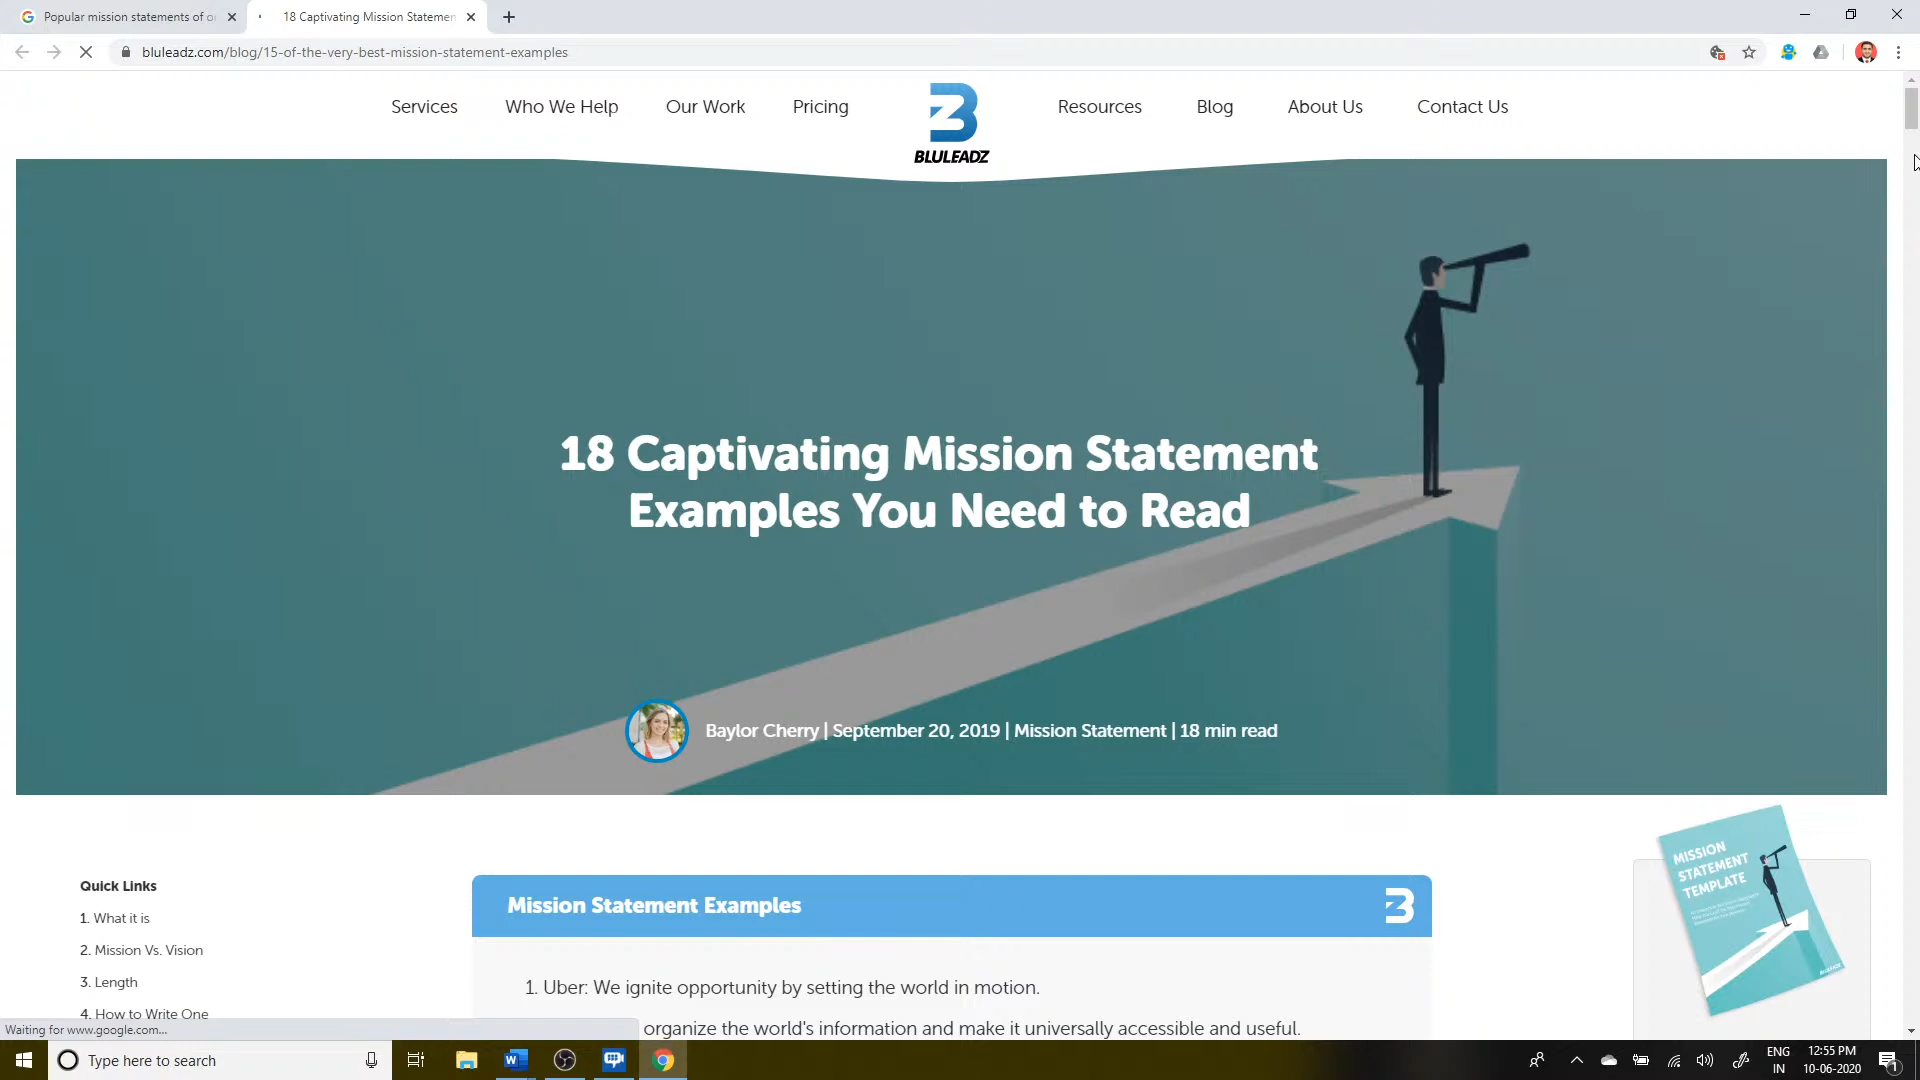 Popular mission statements of o
18 Captivating Mission Statemen
bluleadz.com/blog/15-of-the-very-best-mission-statement-examples
Services
Who We Help
Our Work
Pricing
BLULEADZ
Resources
Blog
About Us
Contact Us
18 Captivating Mission Statement
Examples You Need to Read
Baylor Cherry | September 20, 2019 | Mission Statement | 18 min read
Quick Links
1. What it is
2. Mission Vs. Vision
3. Length
4. How to Write One
Mission Statement Examples
1. Uber: We ignite opportunity by setting the world in motion.
organize the world's information and make it universally accessible and useful.
MISSION
STATEMENT
TEMPLATE
BLULEADZ
Waiting for www.google.com...
Type here to search
ENG
IN
12:55 PM
10-06-2020
1